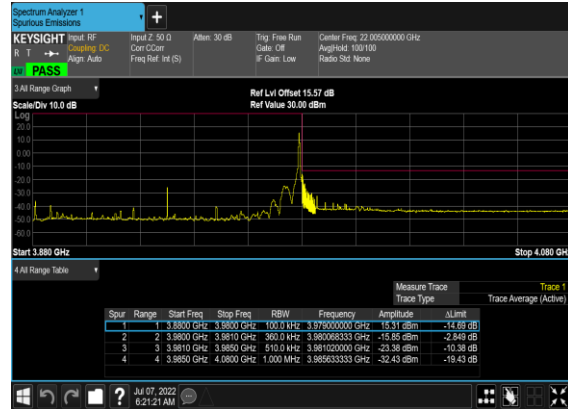 Spectrum Analyzer 1
Spurious Emissions
KEYSIGHT Input: RF Input Z: 50 Ω Atten: 30 dB Trig: Free Run Center Freq: 22.005000000 GHz
R T Coupling: DC Corr CCorr Gate: Off Avg|Hold: 100/100
Align: Auto Freq Ref: Int (S) IF Gain: Low Radio Std: None
PASS
3 All Range Graph
Ref Lvl Offset 15.57 dB
Scale/Div 10.0 dB Ref Value 30.00 dBm
Log
20.0
10.0
0.00
-10.0
-20.0
-30.0
-40.0
-50.0
-60.0
Start 3.880 GHz Stop 4.080 GH
4 All Range Table
Measure Trace Trace 1
Trace Type Trace Average (Active)
Spur Range Start Freq Stop Freq RBW Frequency Amplitude ΔLimit
1 1 3.8800 GHz 3.9800 GHz 100.0 kHz 3.979000000 GHz 15.31 dBm -14.69 dB
2 2 3.9800 GHz 3.9810 GHz 360.0 kHz 3.980068333 GHz -15.85 dBm -2.849 dB
3 3 3.9810 GHz 3.9850 GHz 510.0 kHz 3.981020000 GHz -23.38 dBm -10.38 dB
4 4 3.9850 GHz 4.0800 GHz 1.000 MHz 3.985633333 GHz -32.43 dBm -19.43 dB
? Jul 07, 2022
6:21:21 AM